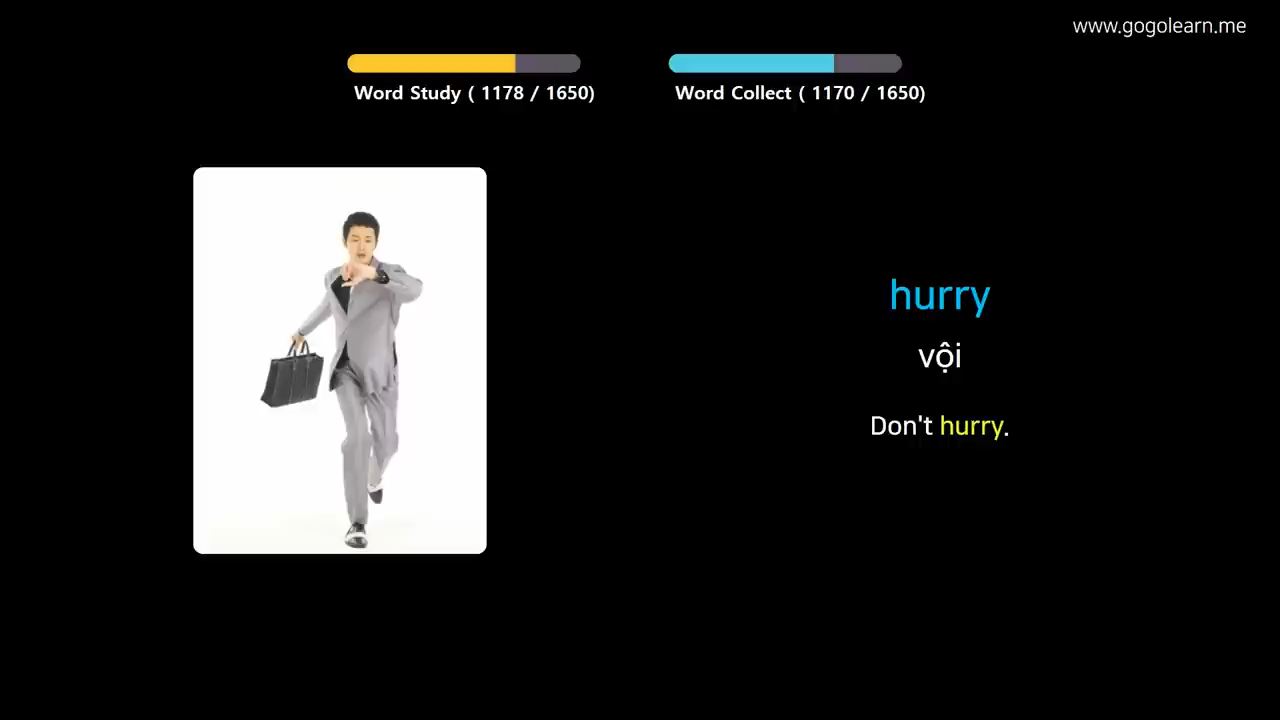 www.gogolearn.me
Word Study ( 1178 / 1650)
Word Collect ( 1170 / 1650)
hurry
vội
Don't hurry.